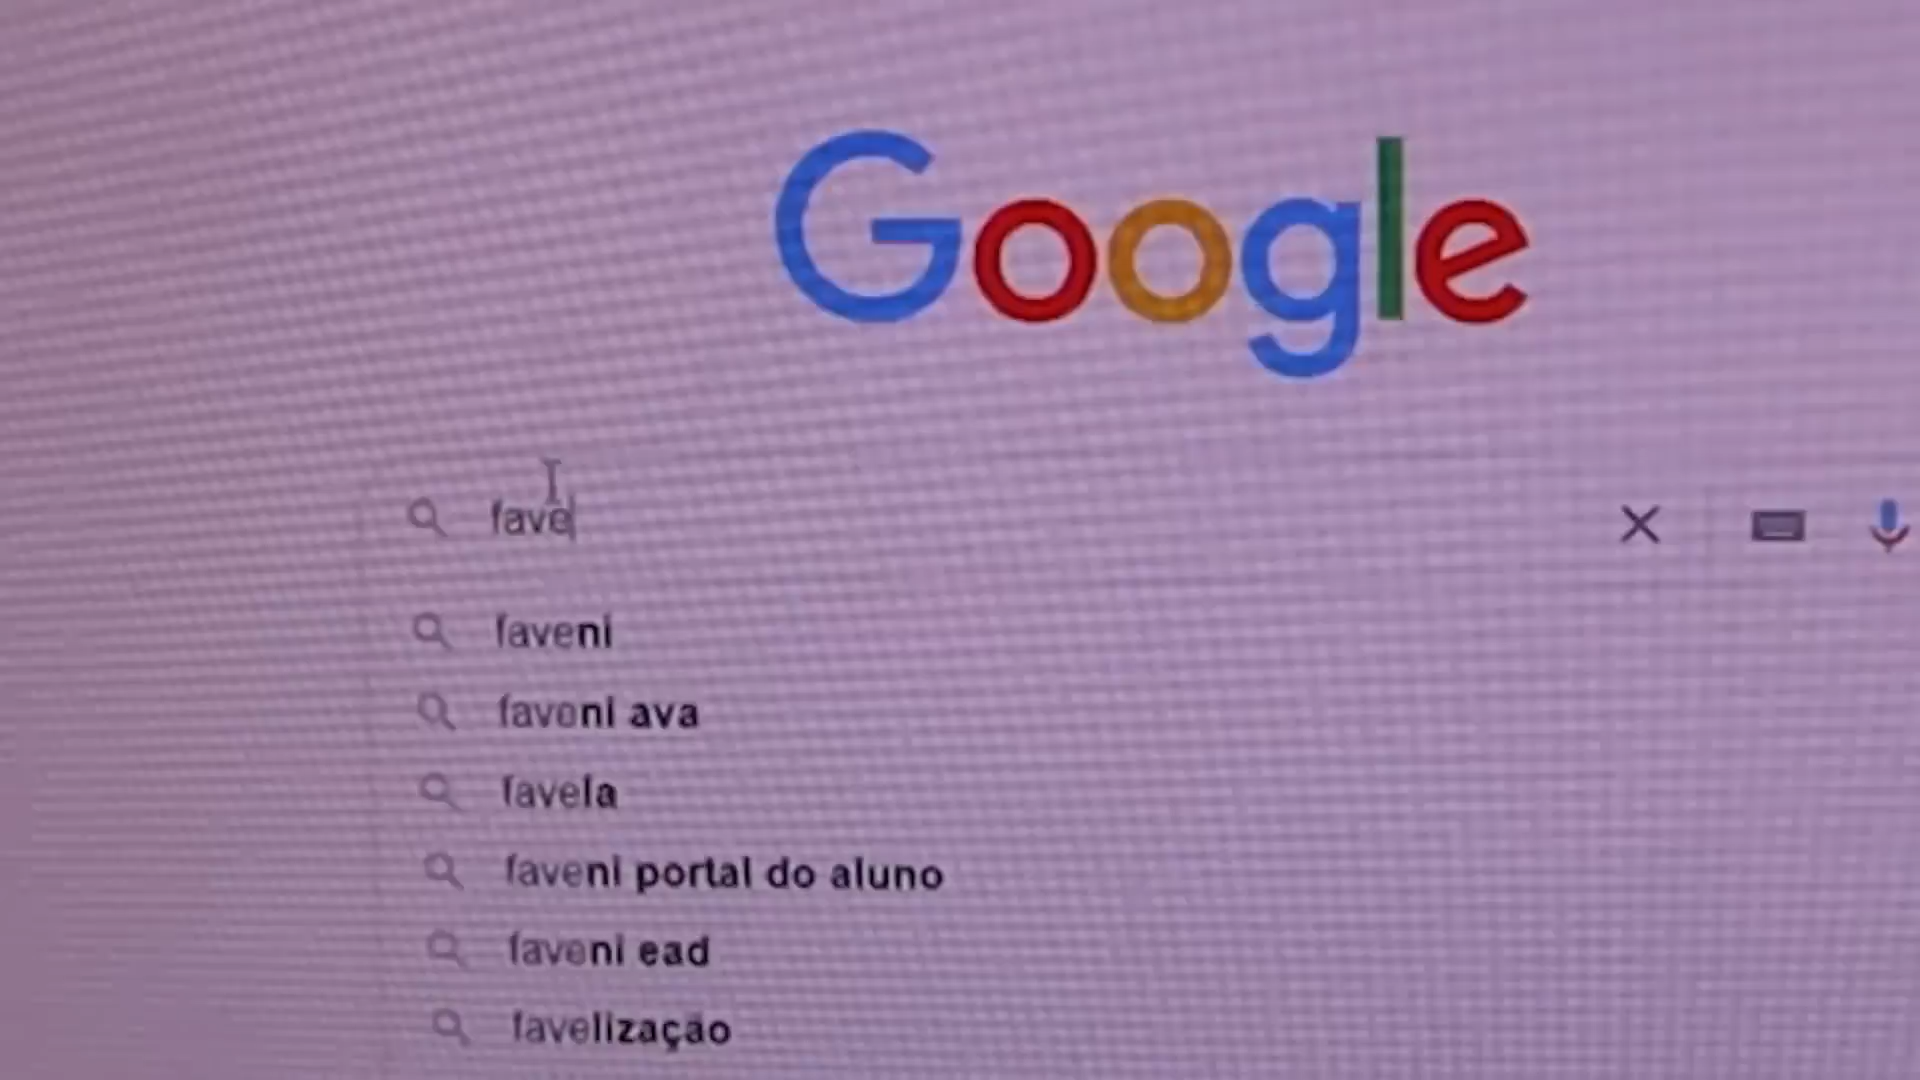 Google
fave
faveni
faveni ava
favela
faveni portal do aluno
faveni ead
favelização